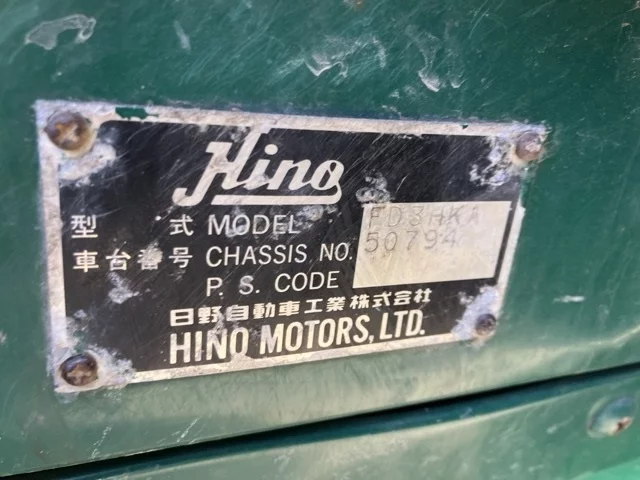 Hino
型 式 MODEL FD3HKA
車台番号 CHASSIS NO. 50794
P. S. CODE
日野自動車工業株式会社
HINO MOTORS, LTD.